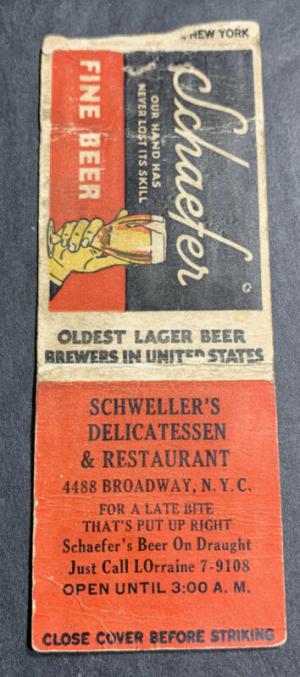 , NEW YORK
Schaefer
OUR HAND HAS
NEVER LOST ITS SKILL
FINE BEER
OLDEST LAGER BEER
BREWERS IN UNITED STATES
SCHWELLER'S
DELICATESSEN
& RESTAURANT
4488 BROADWAY, N.Y.C.
FOR A LATE BITE
THAT'S PUT UP RIGHT
Schaefer's Beer On Draught
Just Call LOrraine 7-9108
OPEN UNTIL 3:00 A. M.
CLOSE COVER BEFORE STRIKING